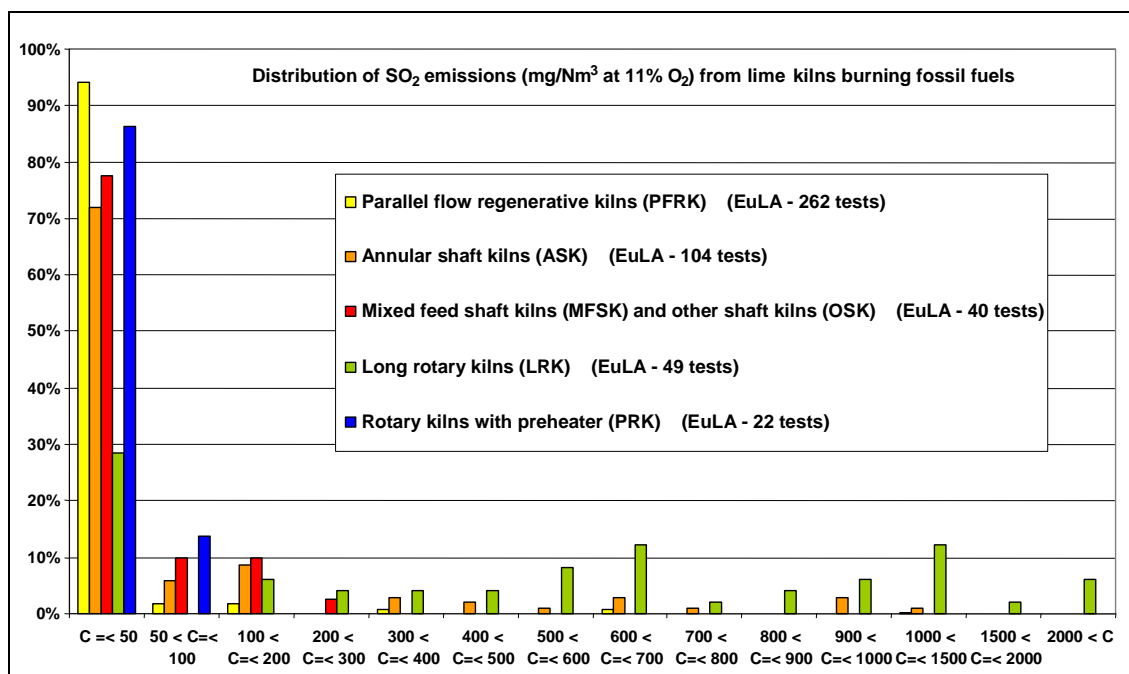 Distribution of SO2 emissions (mg/Nm3 at 11% O2) from lime kilns burning fossil fuels
100%
90%
80%
70%
60%
50%
40%
30%
20%
10%
0%
Parallel flow regenerative kilns (PFRK) (EuLA - 262 tests)
Annular shaft kilns (ASK) (EuLA - 104 tests)
Mixed feed shaft kilns (MFSK) and other shaft kilns (OSK) (EuLA - 40 tests)
Long rotary kilns (LRK) (EuLA - 49 tests)
Rotary kilns with preheater (PRK) (EuLA - 22 tests)
C =< 50
50 < C=<
100
100 <
C=< 200
200 <
C=< 300
300 <
C=< 400
400 <
C=< 500
500 <
C=< 600
600 <
C=< 700
700 <
C=< 800
800 <
C=< 900
900 <
C=< 1000
1000 <
C=< 1500
1500 <
C=< 2000
2000 < C